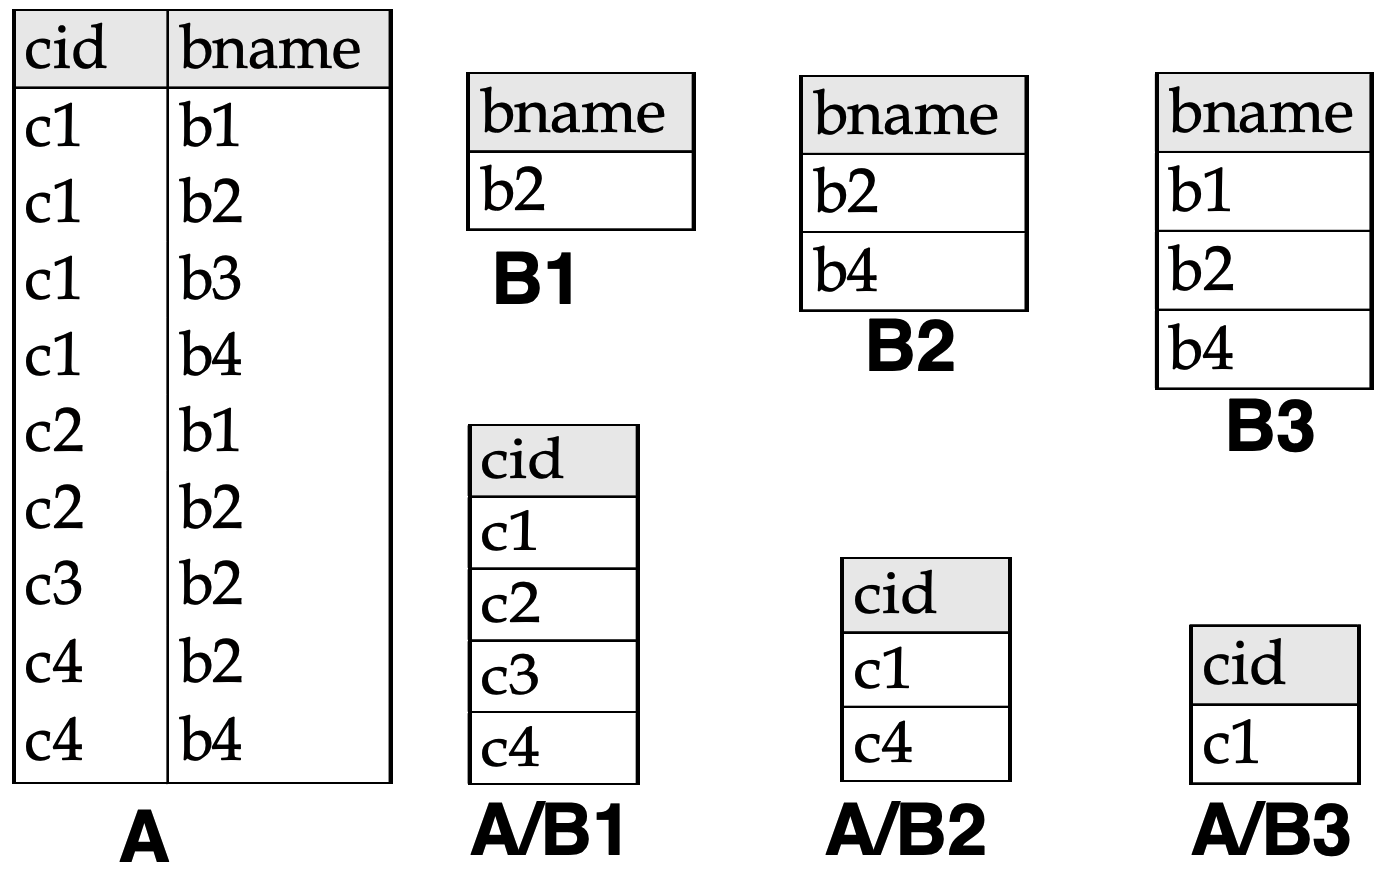 cid bname
c1 b1
c1 b2
c1 b3
c1 b4
c2 b1
c2 b2
c3 b2
c4 b2
c4 b4
A
bname
b2
B1
bname
b2
b4
B2
bname
b1
b2
b4
B3
cid
c1
c2
c3
c4
A/B1
cid
c1
c4
A/B2
cid
c1
A/B3